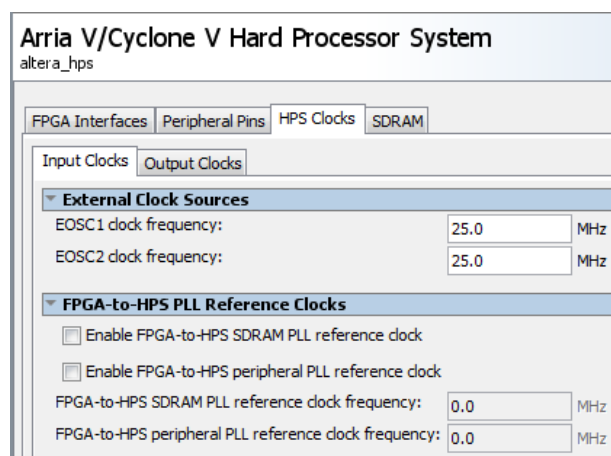 Arria V/Cyclone V Hard Processor System
altera_hps
FPGA Interfaces Peripheral Pins HPS Clocks SDRAM
Input Clocks Output Clocks
External Clock Sources
EOSC1 clock frequency: 25.0 MHz
EOSC2 clock frequency: 25.0 MHz
FPGA-to-HPS PLL Reference Clocks
Enable FPGA-to-HPS SDRAM PLL reference clock
Enable FPGA-to-HPS peripheral PLL reference clock
FPGA-to-HPS SDRAM PLL reference clock frequency: 0.0 MHz
FPGA-to-HPS peripheral PLL reference clock frequency: 0.0 MHz